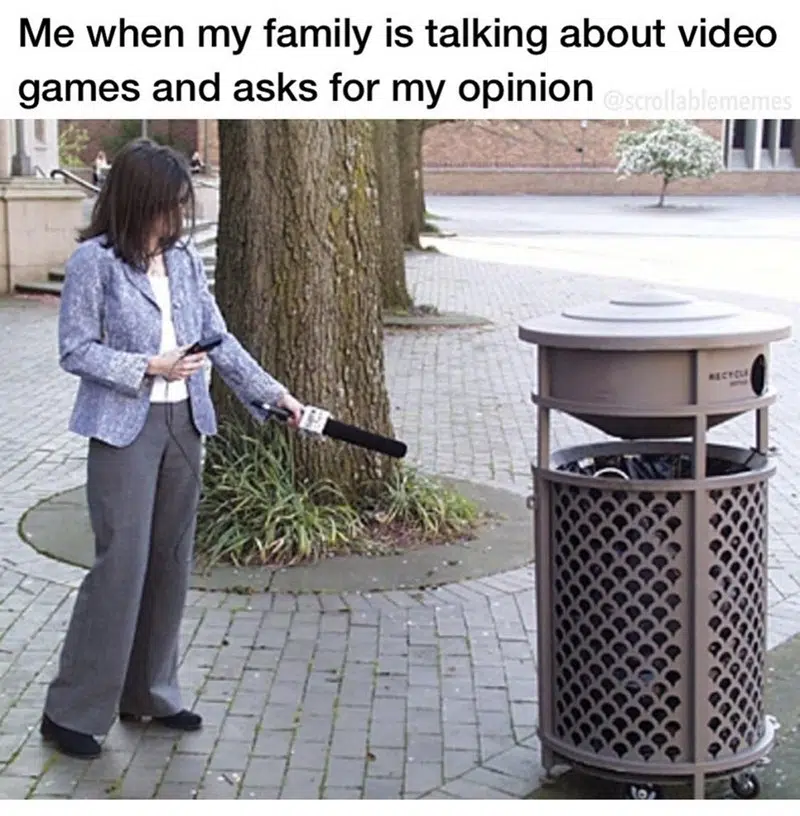 Me when my family is talking about video
games and asks for my opinion
@scrollablememes
RECYCLE